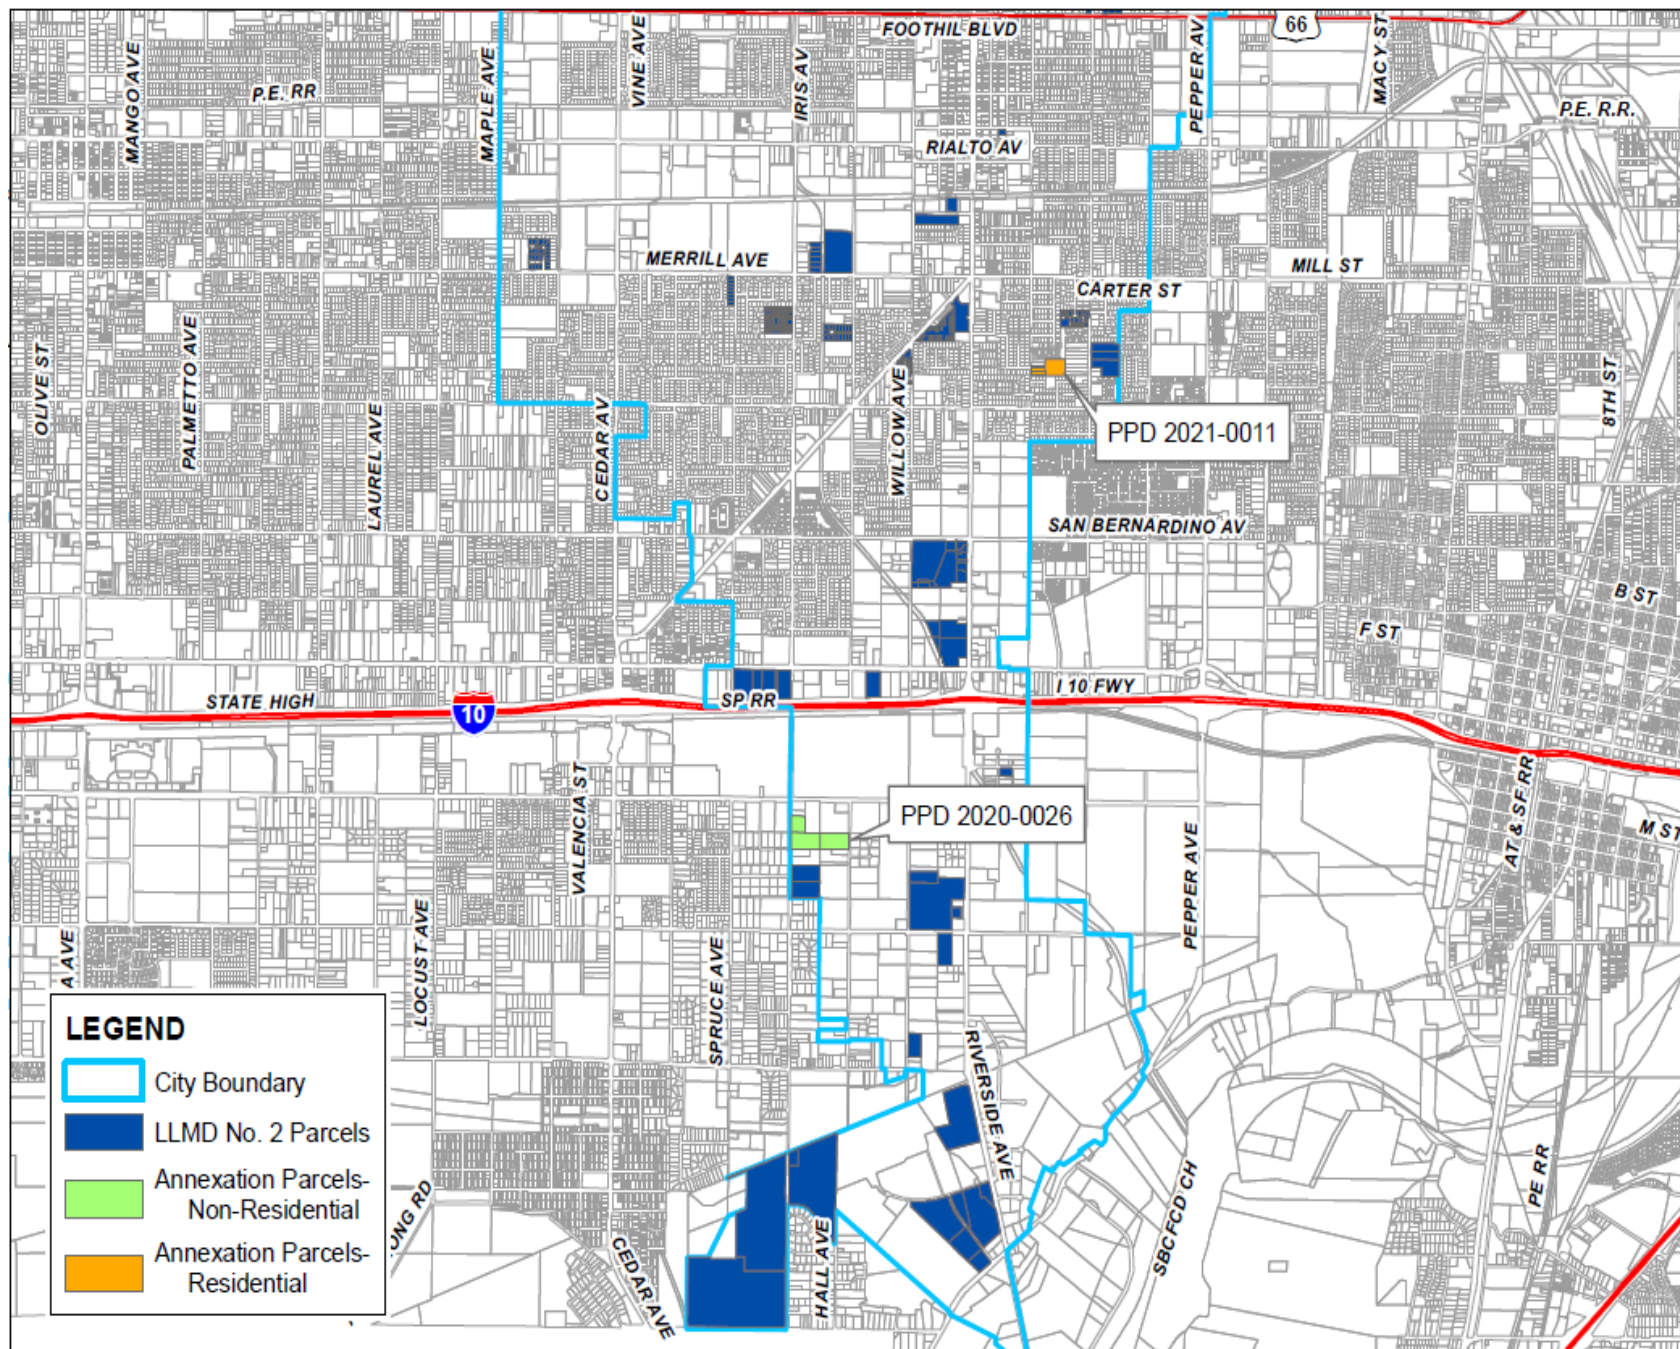 FOOTHIL BLVD
66
MANGO AVE
P.E. RR
MAPLE AVE
VINE AVE
IRIS AV
PEPPER AV
MACY ST
P.E. R.R.
RIALTO AV
MERRILL AVE
MILL ST
CARTER ST
OLIVE ST
PALMETTO AVE
LAUREL AVE
CEDAR AV
WILLOW AVE
8TH ST
PPD 2021-0011
SAN BERNARDINO AV
B ST
F ST
STATE HIGH
10
SP RR
I 10 FWY
VALENCIA ST
PPD 2020-0026
AT & SF RR
M ST
PEPPER AVE
A AVE
LOCUST AVE
SPRUCE AVE
RIVERSIDE AVE
LEGEND
City Boundary
LLMD No. 2 Parcels
Annexation Parcels-
Non-Residential
Annexation Parcels-
Residential
ONG RD
CEDAR AVE
HALL AVE
SBCFCD CH
PE RR